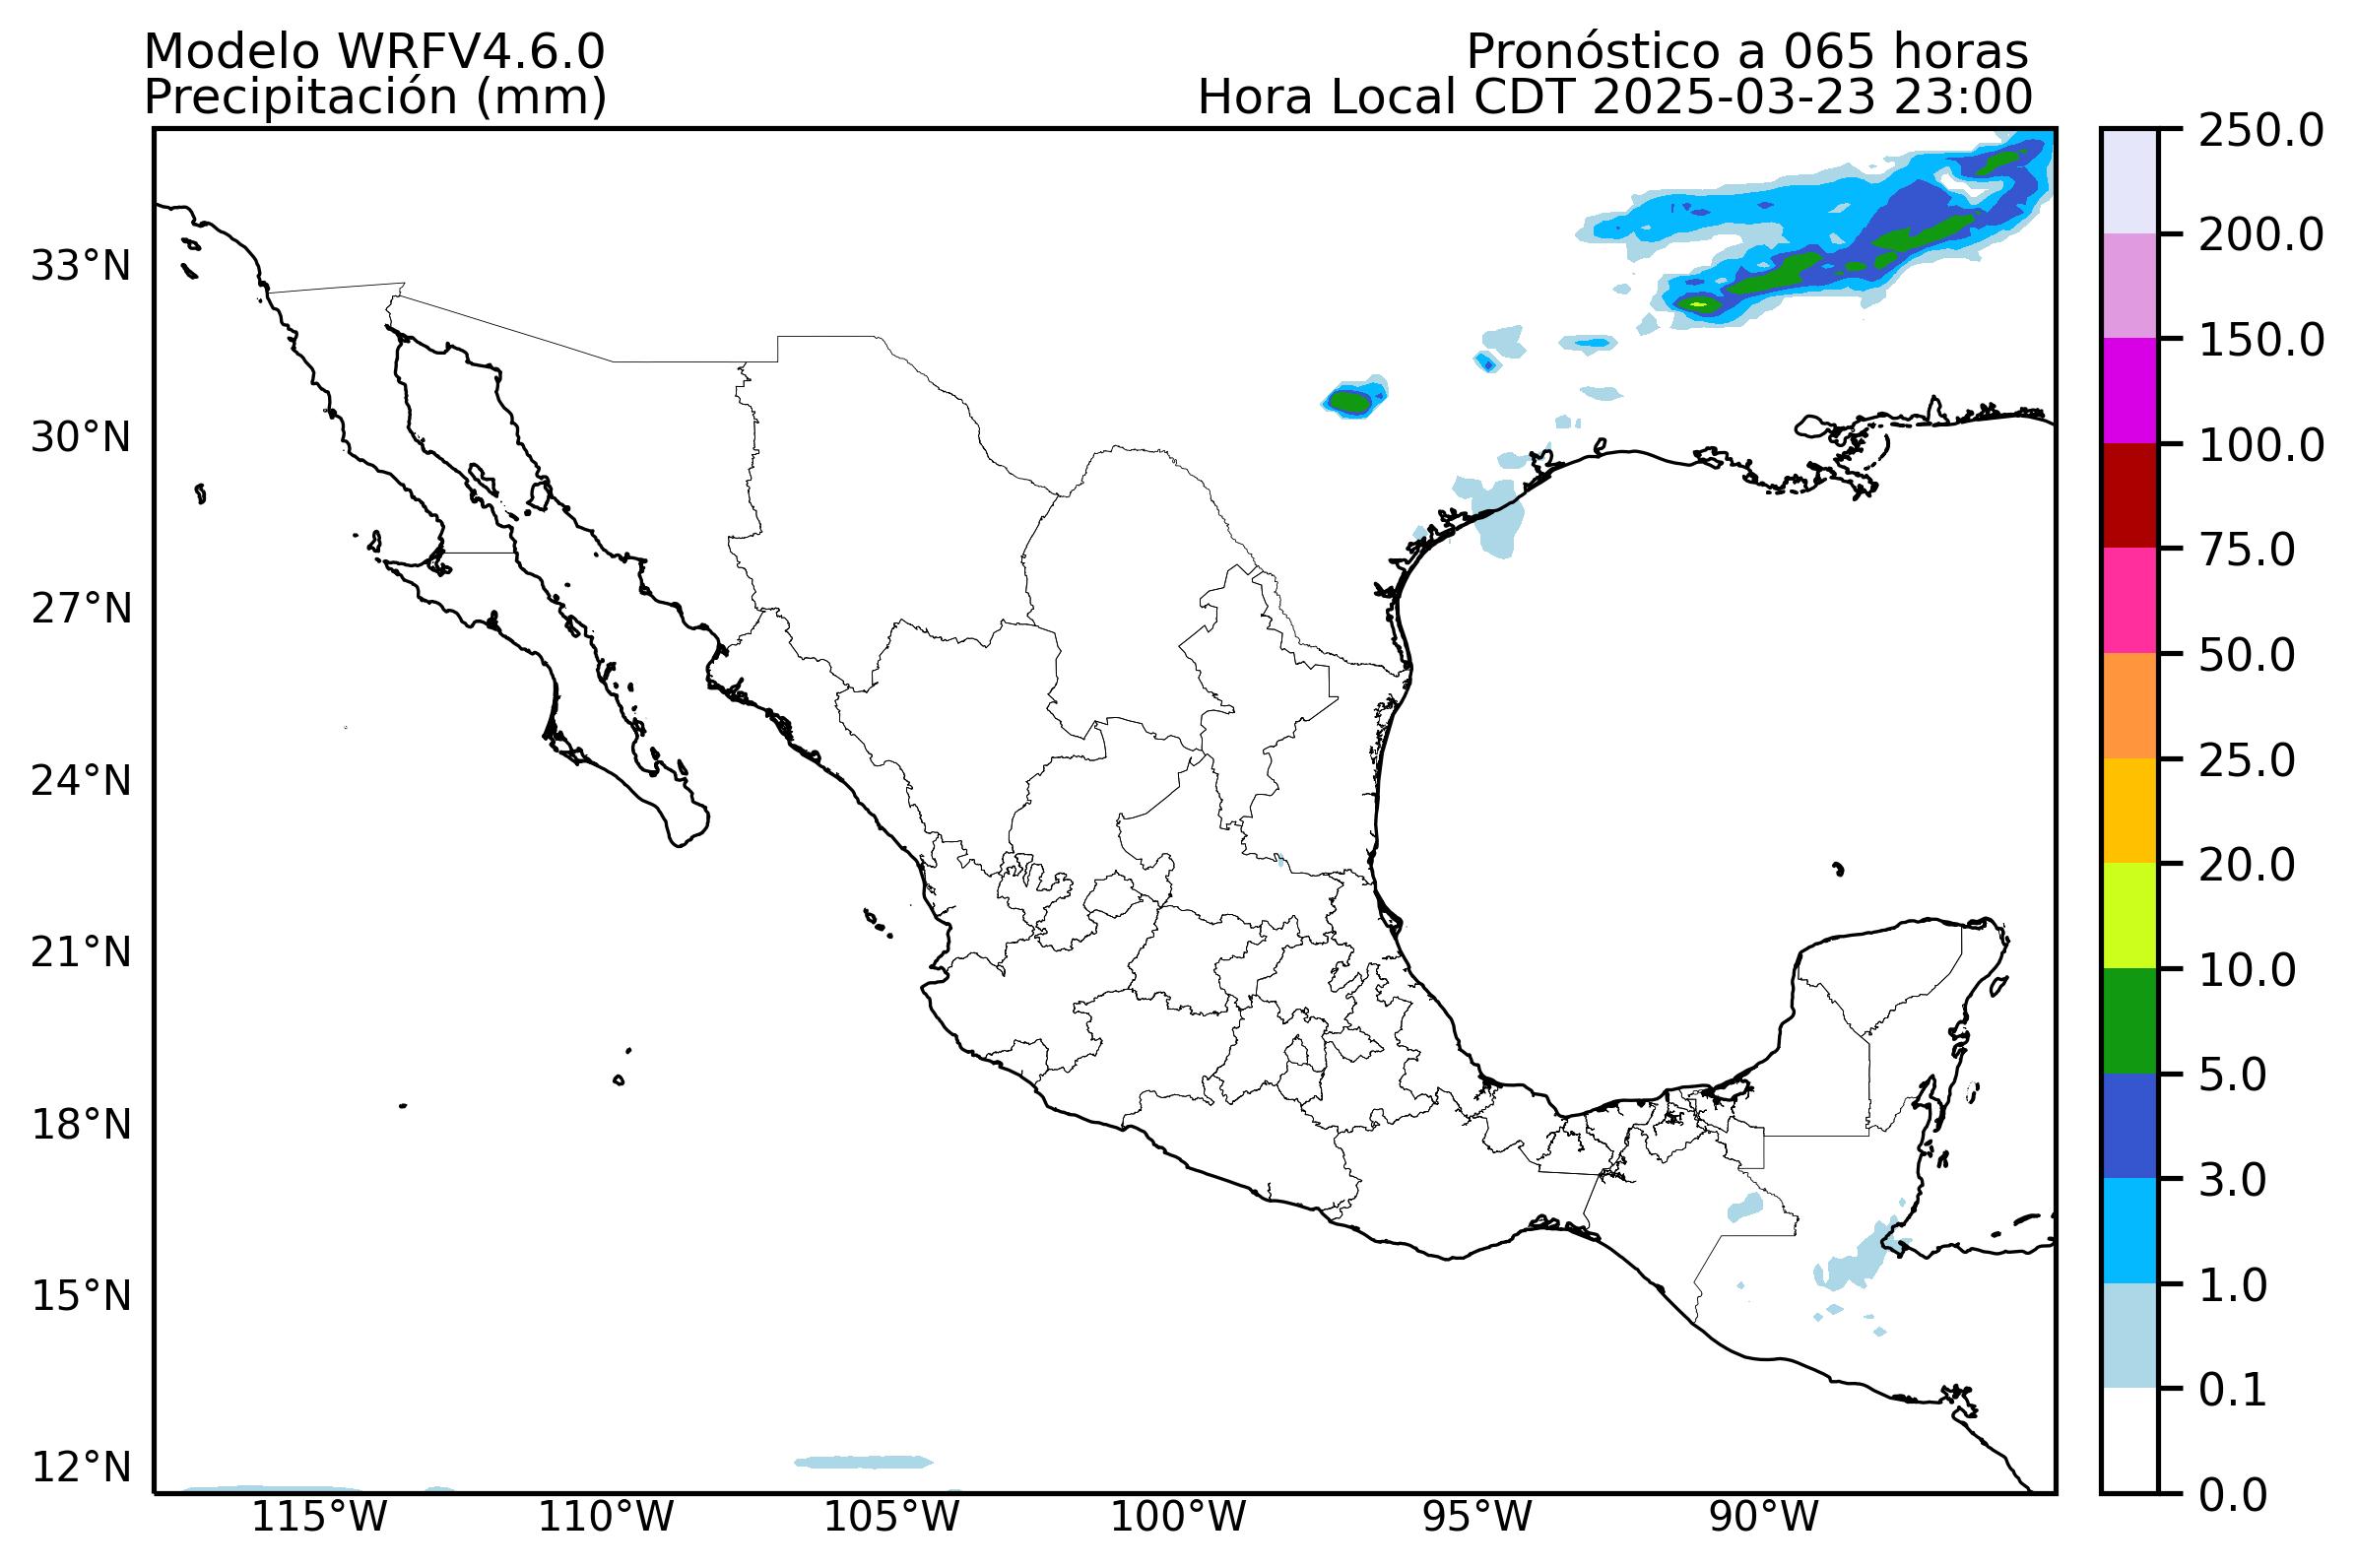 Modelo WRFV4.6.0
Precipitación (mm)
Pronóstico a 065 horas
Hora Local CDT 2025-03-23 23:00
33°N
30°N
27°N
24°N
21°N
18°N
15°N
12°N
115°W
110°W
105°W
100°W
95°W
90°W
250.0
200.0
150.0
100.0
75.0
50.0
25.0
20.0
10.0
5.0
3.0
1.0
0.1
0.0